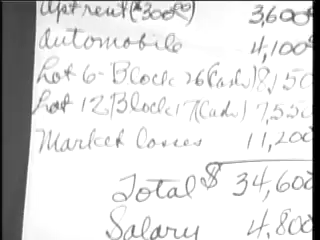 Apt rent ($300.00) 3,600
Automobile 4,100
Lot 6-Block 26 (Cash) 8,150
Lot 12 Block 17 (Cash) 7,550
Market Losses 11,200
Total $ 34,600
Salary 4,800